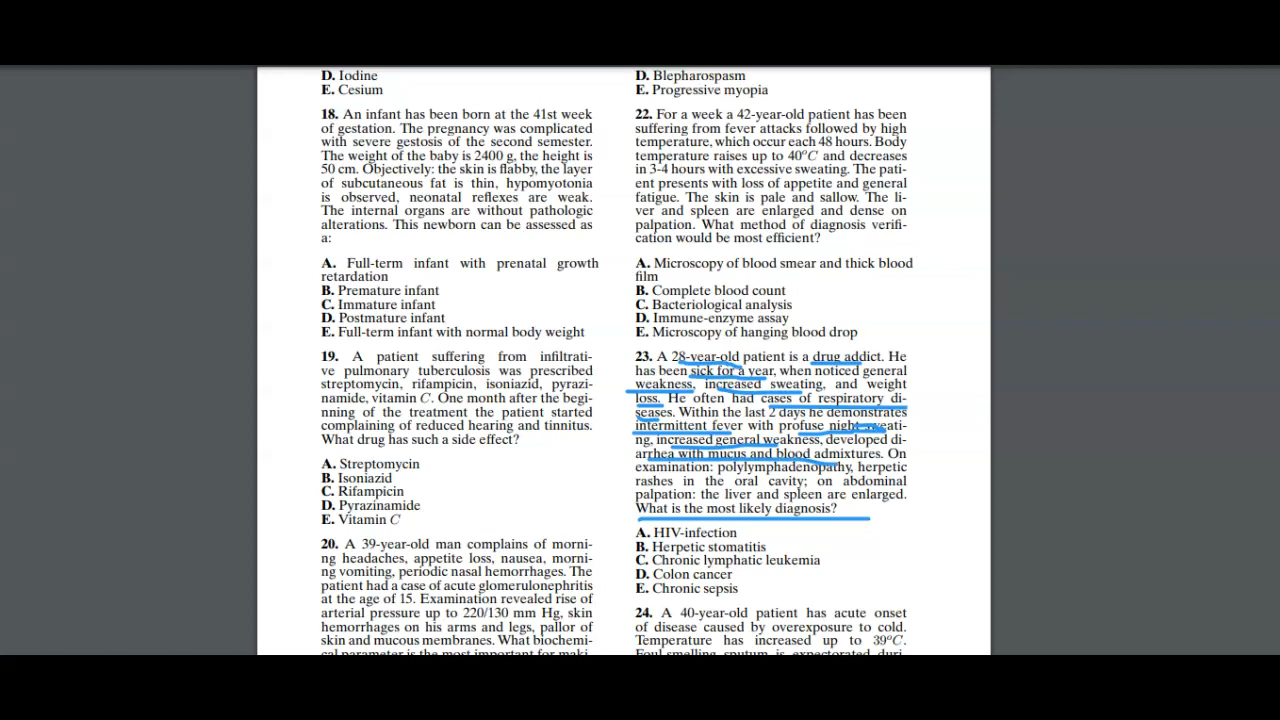 D. Iodine
E. Cesium
18. An infant has been born at the 41st week
of gestation. The pregnancy was complicated
with severe gestosis of the second semester.
The weight of the baby is 2400 g, the height is
50 cm. Objectively: the skin is flabby, the layer
of subcutaneous fat is thin, hypomyotonia
is observed, neonatal reflexes are weak.
The internal organs are without pathologic
alterations. This newborn can be assessed as
a:
A. Full-term infant with prenatal growth
retardation
B. Premature infant
C. Immature infant
D. Postmature infant
E. Full-term infant with normal body weight
19. A patient suffering from infiltrati-
ve pulmonary tuberculosis was prescribed
streptomycin, rifampicin, isoniazid, pyrazi-
namide, vitamin C. One month after the begi-
nning of the treatment the patient started
complaining of reduced hearing and tinnitus.
What drug has such a side effect?
A. Streptomycin
B. Isoniazid
C. Rifampicin
D. Pyrazinamide
E. Vitamin C
20. A 39-year-old man complains of morni-
ng headaches, appetite loss, nausea, morni-
ng vomiting, periodic nasal hemorrhages. The
patient had a case of acute glomerulonephritis
at the age of 15. Examination revealed rise of
arterial pressure up to 220/130 mm Hg, skin
hemorrhages on his arms and legs, pallor of
skin and mucous membranes. What biochemi-
cal parameter is the most important for maki-
D. Blepharospasm
E. Progressive myopia
22. For a week a 42-year-old patient has been
suffering from fever attacks followed by high
temperature, which occur each 48 hours. Body
temperature raises up to 40°C and decreases
in 3-4 hours with excessive sweating. The pati-
ent presents with loss of appetite and general
fatigue. The skin is pale and sallow. The li-
ver and spleen are enlarged and dense on
palpation. What method of diagnosis verifi-
cation would be most efficient?
A. Microscopy of blood smear and thick blood
film
B. Complete blood count
C. Bacteriological analysis
D. Immune-enzyme assay
E. Microscopy of hanging blood drop
23. A 28-year-old patient is a drug addict. He
has been sick for a year, when noticed general
weakness, increased sweating, and weight
loss. He often had cases of respiratory di-
seases. Within the last 2 days he demonstrates
intermittent fever with profuse night sweati-
ng, increased general weakness, developed di-
arrhea with mucus and blood admixtures. On
examination: polylymphadenopathy, herpetic
rashes in the oral cavity; on abdominal
palpation: the liver and spleen are enlarged.
What is the most likely diagnosis?
A. HIV-infection
B. Herpetic stomatitis
C. Chronic lymphatic leukemia
D. Colon cancer
E. Chronic sepsis
24. A 40-year-old patient has acute onset
of disease caused by overexposure to cold.
Temperature has increased up to 39°C.
Foul-smelling sputum is expectorated duri-